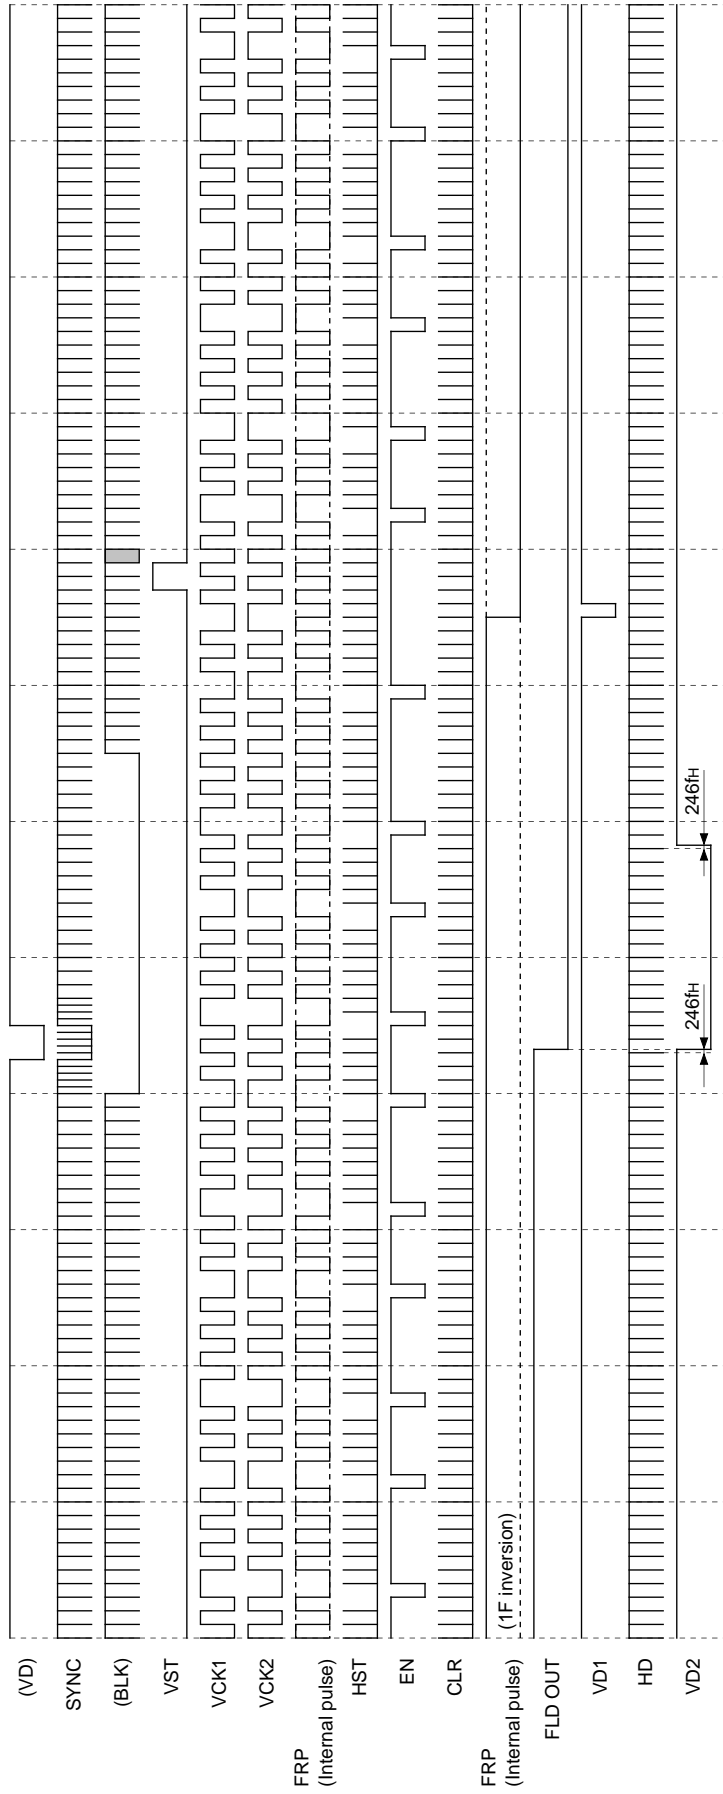 (VD)
SYNC
(BLK)
VST
VCK1
VCK2
FRP
(Internal pulse)
HST
EN
CLR
FRP
(Internal pulse)
(1F inversion)
FLD OUT
VD1
HD
VD2
246fH
246fH